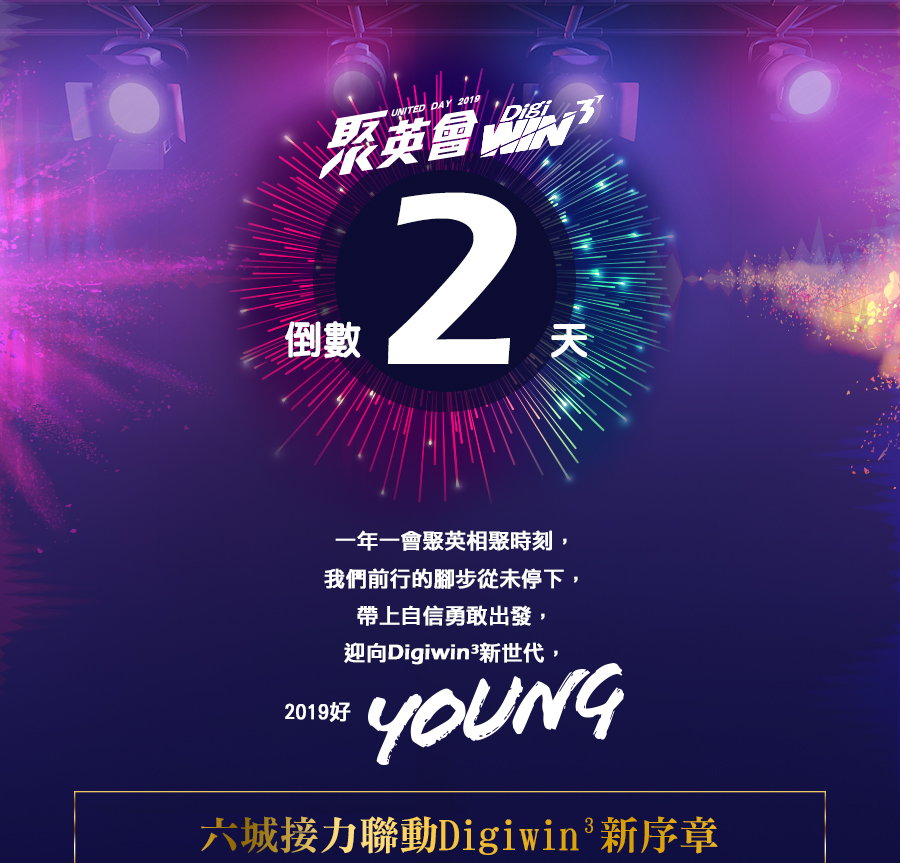 UNITED DAY 2019
聚英會 Digi WIN³
倒數 2 天
一年一會聚英相聚時刻，
我們前行的腳步從未停下，
帶上自信勇敢出發，
迎向Digiwin³新世代，
2019好 YOUNG
六城接力聯動Digiwin³新序章